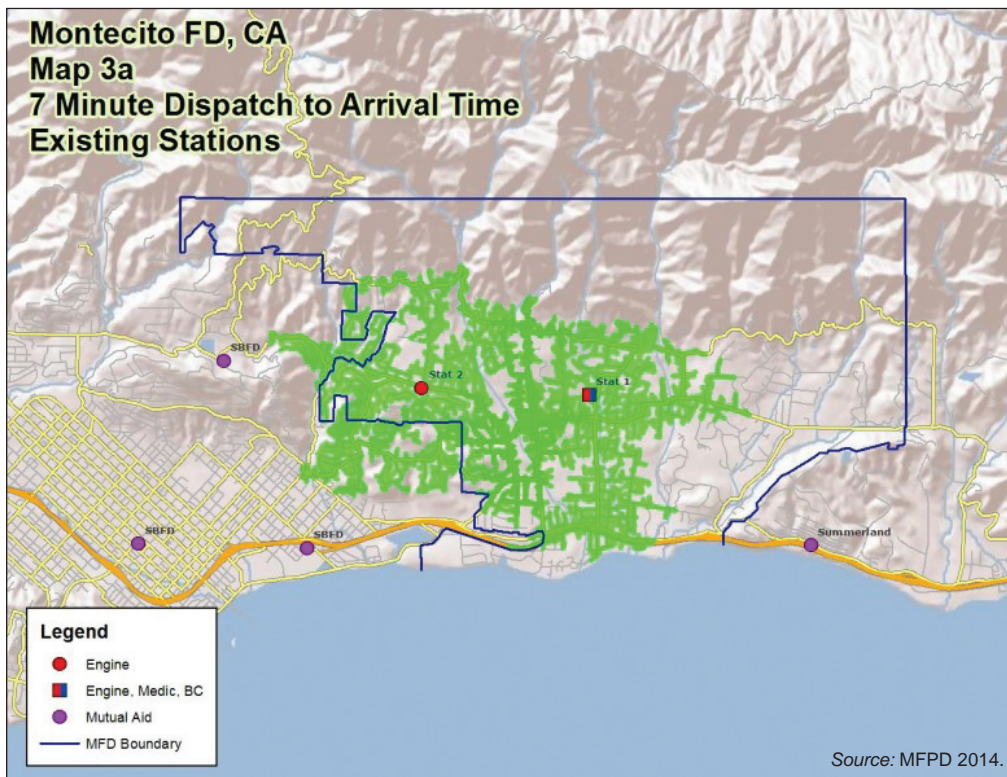 Montecito FD, CA
Map 3a
7 Minute Dispatch to Arrival Time
Existing Stations
SBFD
Stat 2
Stat 1
SBFD
SBFD
Summerland
Legend
Engine
Engine, Medic, BC
Mutual Aid
MFD Boundary
Source: MFPD 2014.